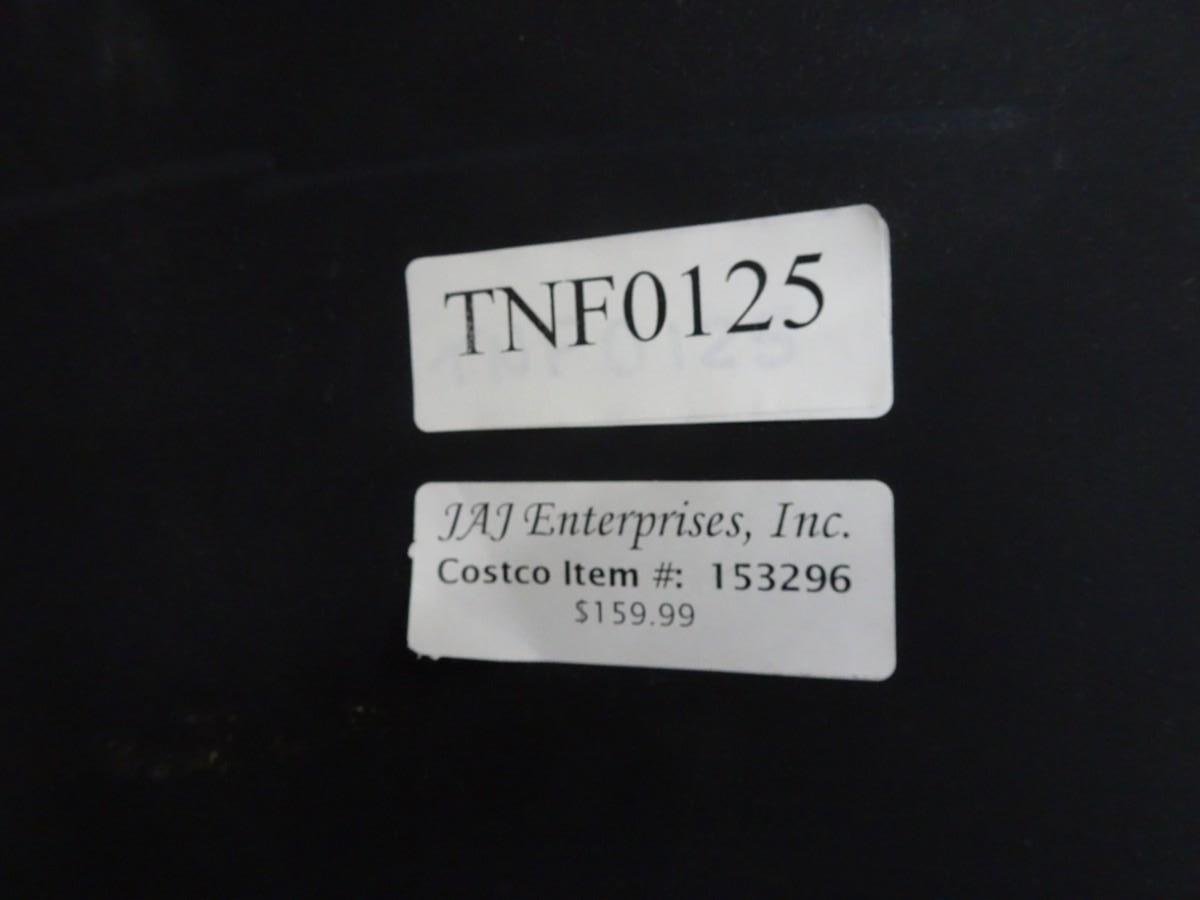 TNF0125
JAJ Enterprises, Inc.
Costco Item #: 153296
$159.99